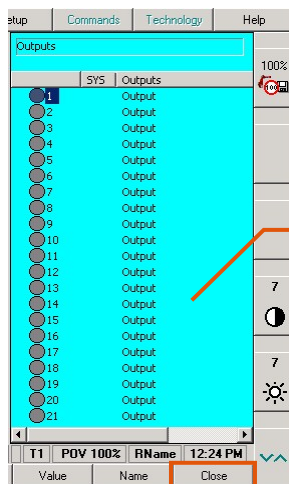 etup Commands Technology Help
Outputs
SYS Outputs
100%
100
1 Output
2 Output
3 Output
4 Output
5 Output
6 Output
7 Output
8 Output
9 Output
10 Output
11 Output
12 Output
13 Output
7
14 Output
15 Output
16 Output
17 Output
7
18 Output
19 Output
20 Output
21 Output
T1 POV 100% RName 12:24 PM
Value Name Close